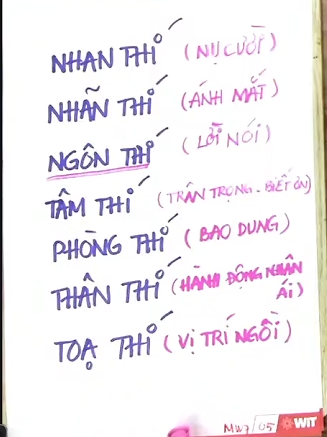 NHAN THÍ (NỤ CƯỜI)
NHÃN THÍ (ÁNH MẮT)
NGÔN THÍ (LỜI NÓI)
TÂM THÍ (TRÂN TRỌNG - BIẾT ƠN)
PHÒNG THÍ (BAO DUNG)
THÂN THÍ (HÀNH ĐỘNG NHÂN
ÁI)
TOẠ THÍ (VỊ TRÍ NGỒI)
WIT